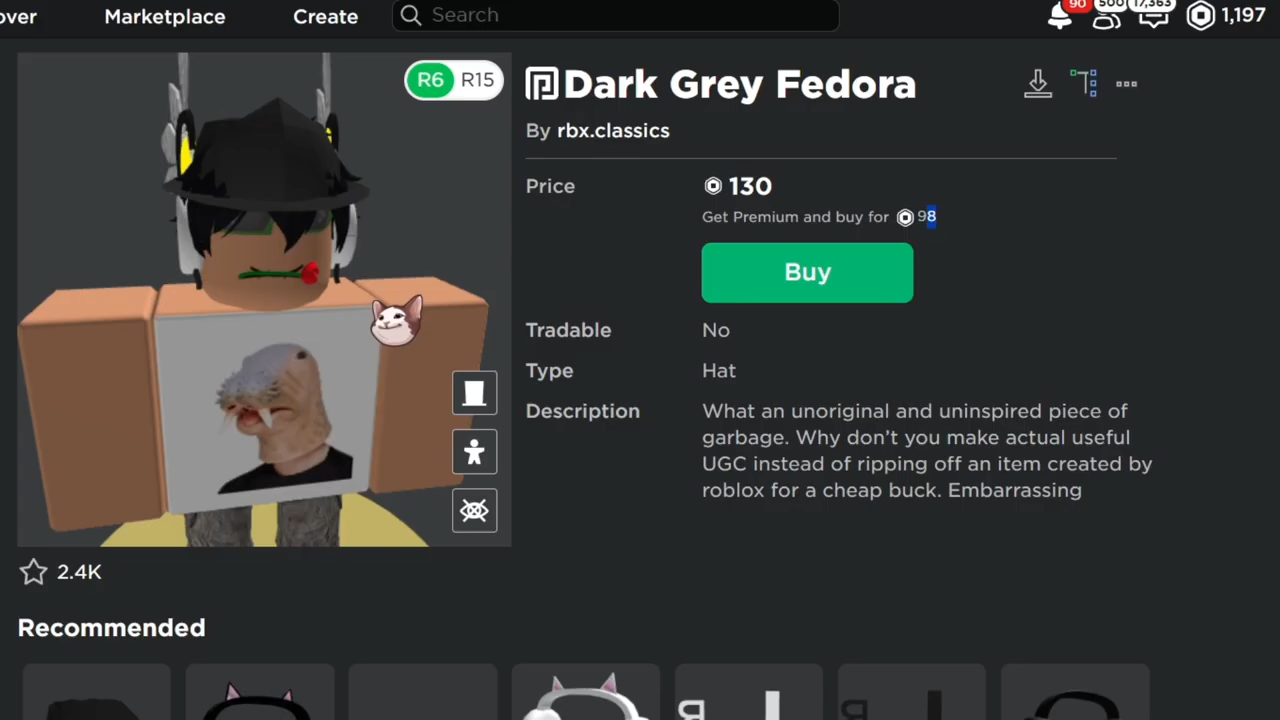 over Marketplace Create Search 90 500 17,363 1,197
R6 R15
Dark Grey Fedora
By rbx.classics
Price 130
Get Premium and buy for 98
Buy
Tradable No
Type Hat
Description What an unoriginal and uninspired piece of
garbage. Why don’t you make actual useful
UGC instead of ripping off an item created by
roblox for a cheap buck. Embarrassing
2.4K
Recommended